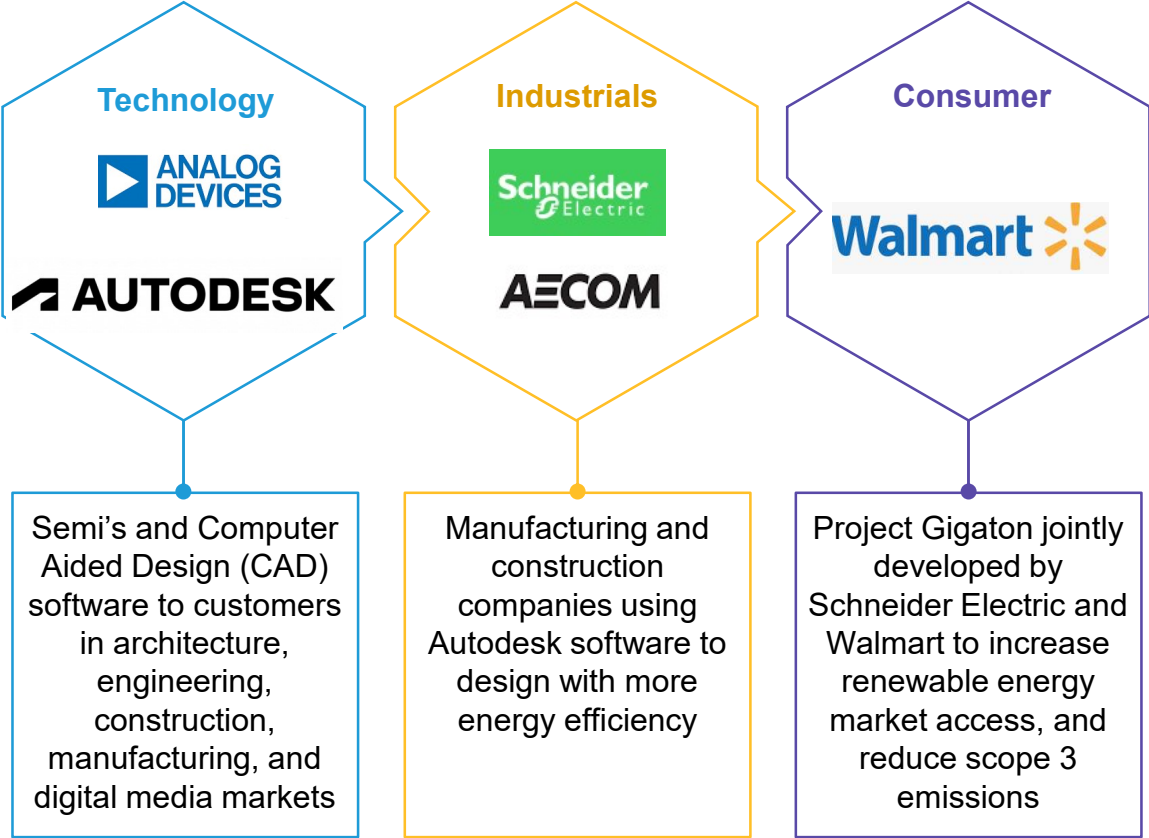 Technology
ANALOG
DEVICES
AUTODESK
Semi’s and Computer
Aided Design (CAD)
software to customers
in architecture,
engineering,
construction,
manufacturing, and
digital media markets
Industrials
Schneider
Electric
AECOM
Manufacturing and
construction
companies using
Autodesk software to
design with more
energy efficiency
Consumer
Walmart
Project Gigaton jointly
developed by
Schneider Electric and
Walmart to increase
renewable energy
market access, and
reduce scope 3
emissions